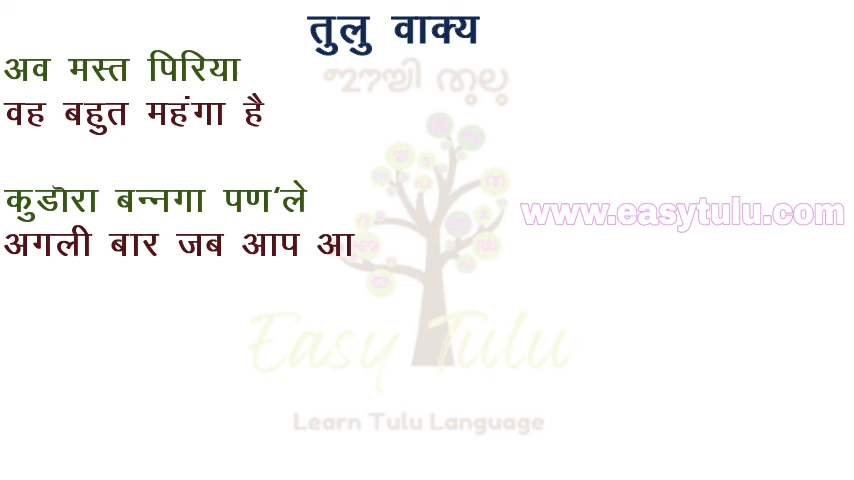 तुलु वाक्य
अव मस्त पिरिया
वह बहुत महंगा है
कुडॊरा बन्नगा पण‘ले
अगली बार जब आप आ
www.easytulu.com
Easy Tulu
Learn Tulu Language